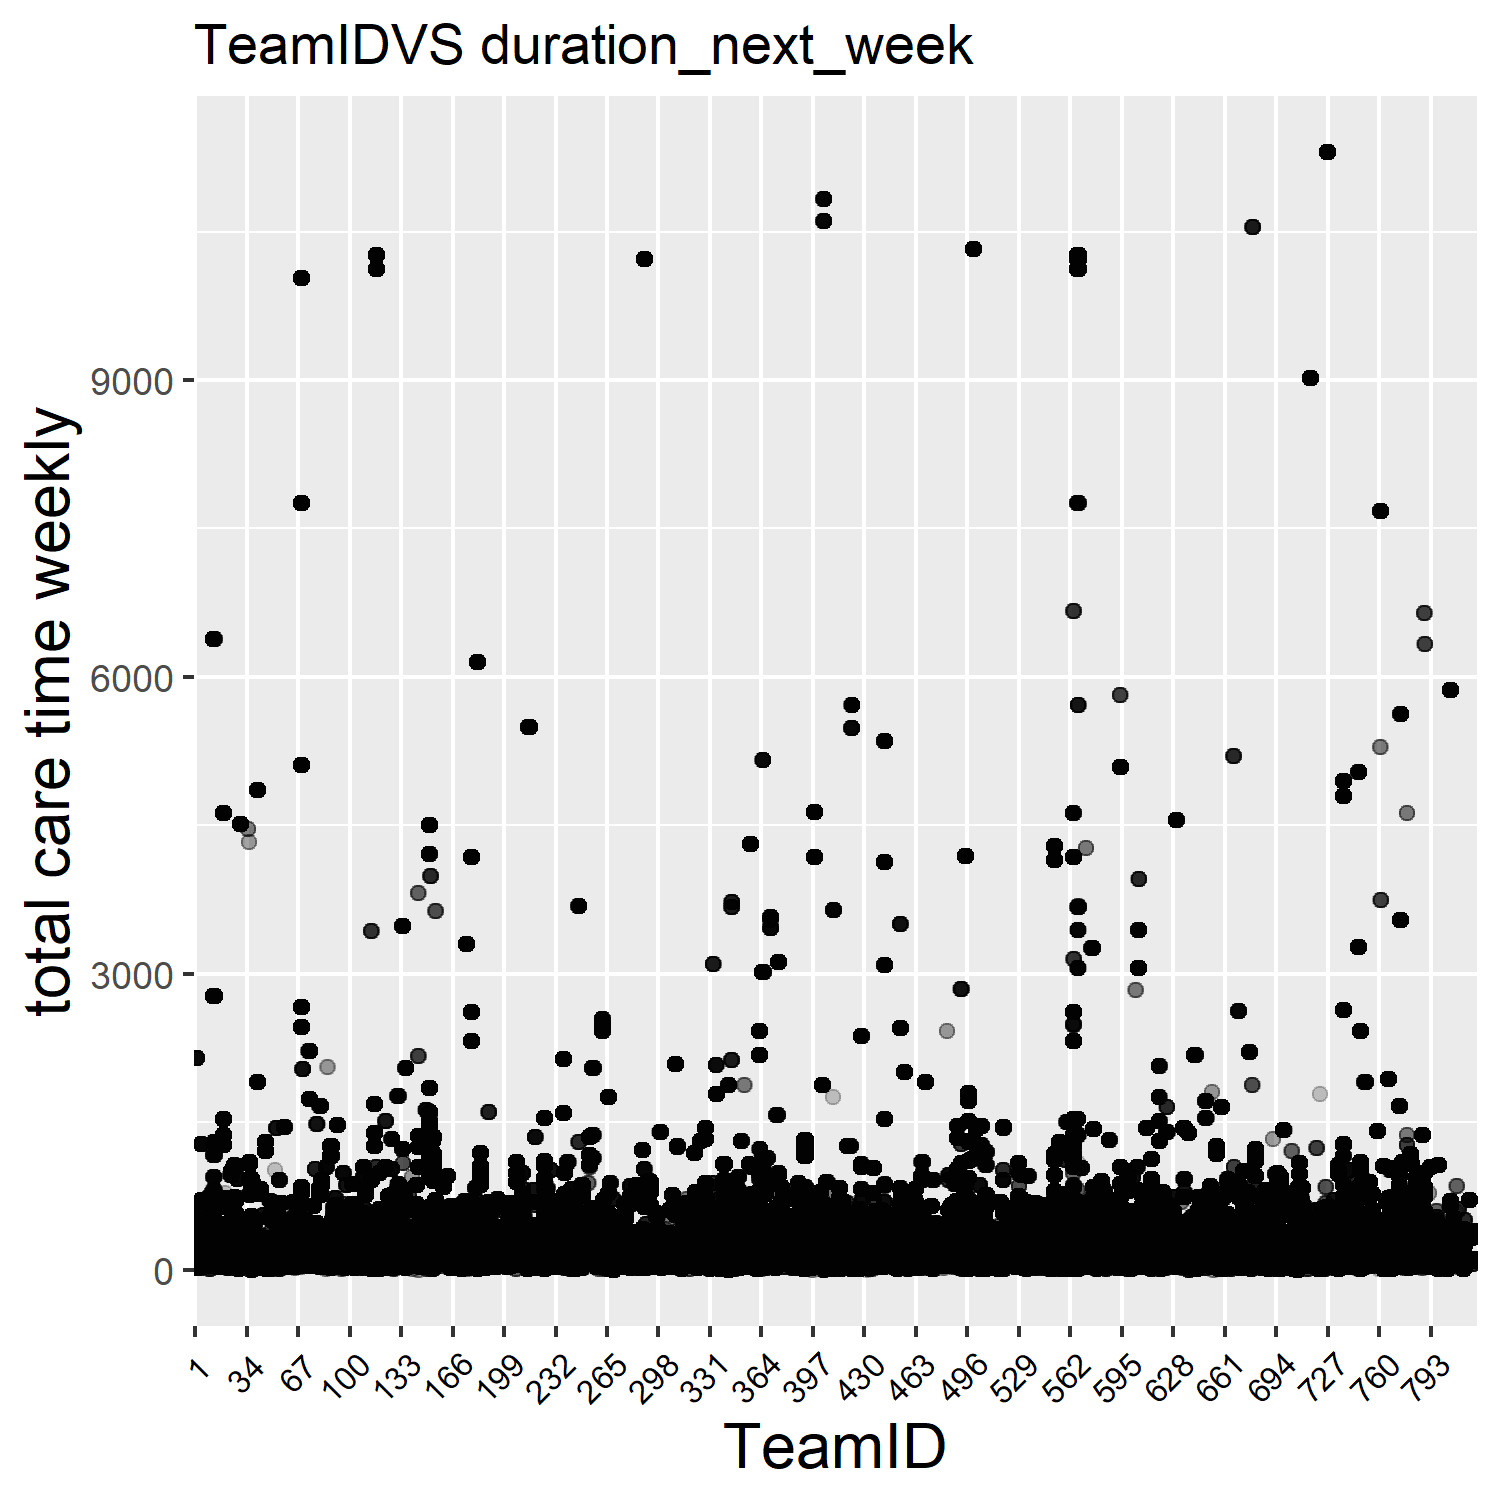 TeamIDVS duration_next_week
total care time weekly
9000
6000
3000
0
1 34 67 100 133 166 199 232 265 298 331 364 397 430 463 496 529 562 595 628 661 694 727 760 793
TeamID